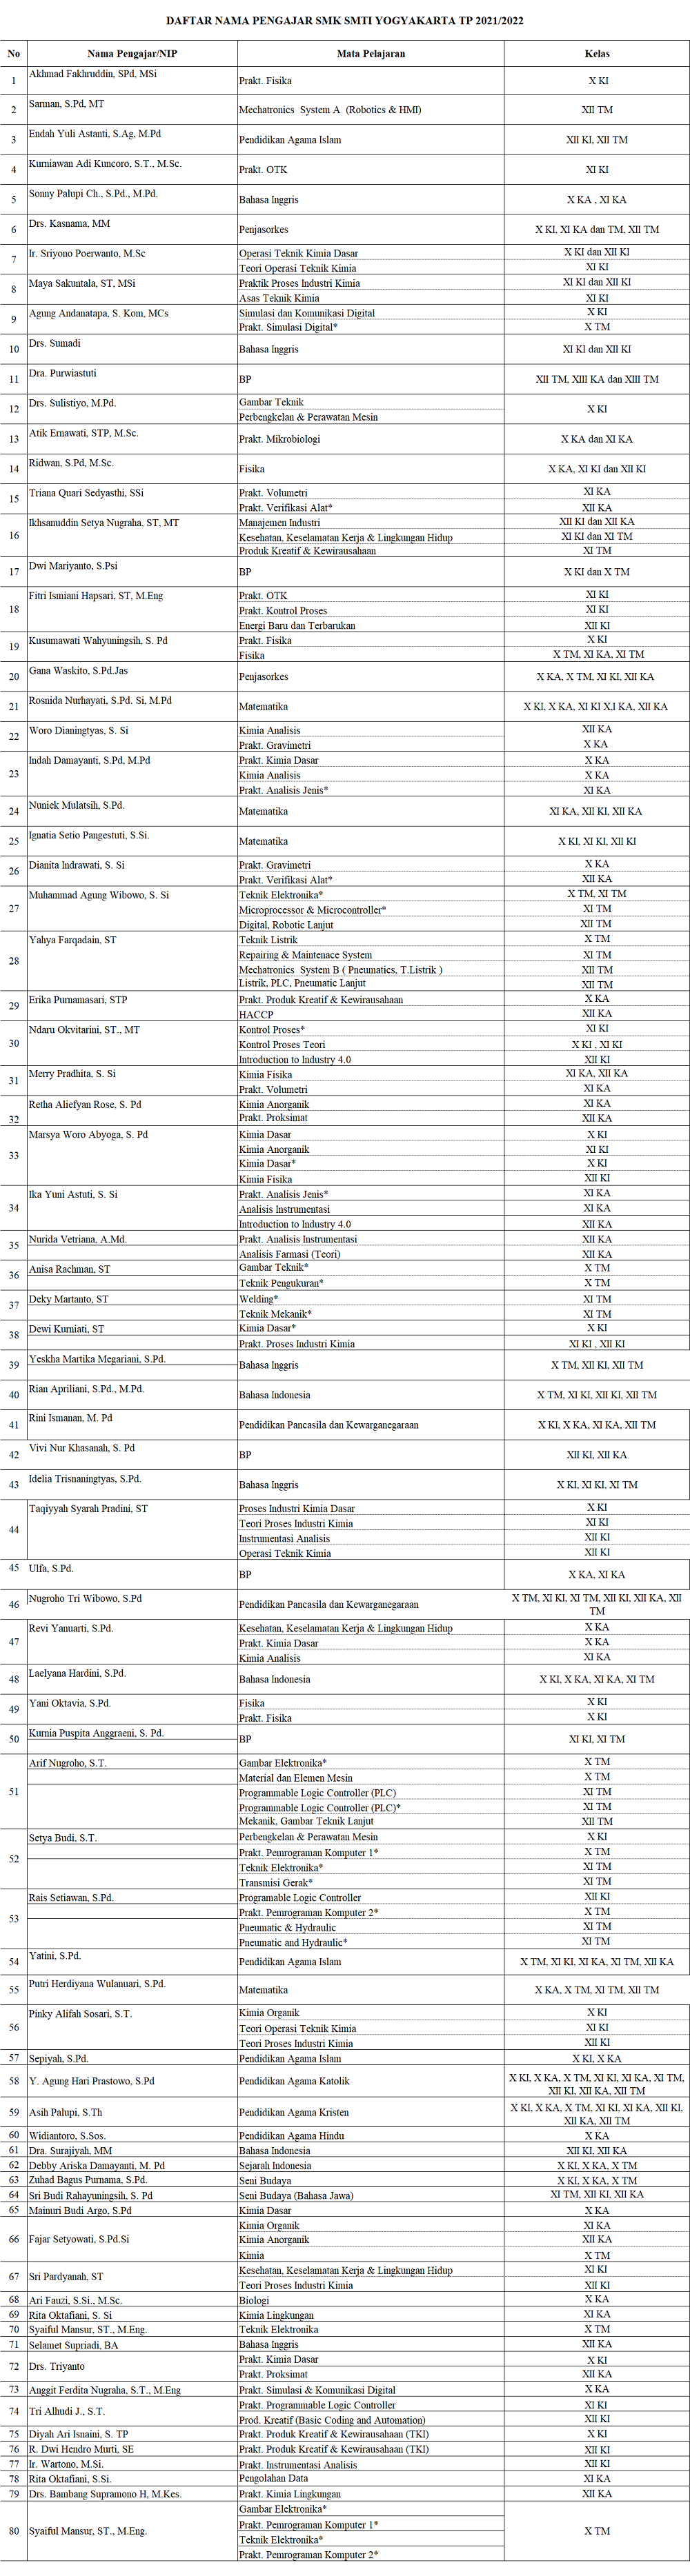 DAFTAR NAMA PENGAJAR SMK SMTI YOGYAKARTA TP 2021/2022
No Nama Pengajar/NIP Mata Pelajaran Kelas
1 Akhmad Fakhruddin, SPd, MSi Prakt. Fisika X KI
2 Sarman, S.Pd, MT Mechatronics System A (Robotics & HMI) XII TM
3 Endah Yuli Astanti, S.Ag, M.Pd Pendidikan Agama Islam XII KI, XII TM
4 Kurniawan Adi Kuncoro, S.T., M.Sc. Prakt. OTK XI KI
5 Sonny Palupi Ch., S.Pd., M.Pd. Bahasa Inggris X KA , XI KA
6 Drs. Kasnama, MM Penjasorkes X KI, XI KA dan TM, XII TM
7 Ir. Sriyono Poerwanto, M.Sc Operasi Teknik Kimia Dasar X KI dan XII KI
Teori Operasi Teknik Kimia XI KI
8 Maya Sakuntala, ST, MSi Praktik Proses Industri Kimia XI KI dan XII KI
Asas Teknik Kimia XI KI
9 Agung Andanatapa, S. Kom, MCs Simulasi dan Komunikasi Digital X KI
Prakt. Simulasi Digital* X TM
10 Drs. Sumadi Bahasa Inggris XI KI dan XII KI
11 Dra. Purwiastuti BP XII TM, XIII KA dan XIII TM
12 Drs. Sulistiyo, M.Pd. Gambar Teknik X KI
Perbengkelan & Perawatan Mesin
13 Atik Ernawati, STP, M.Sc. Prakt. Mikrobiologi X KA dan XI KA
14 Ridwan, S.Pd, M.Sc. Fisika X KA, XI KI dan XII KI
15 Triana Quari Sedyasthi, SSi Prakt. Volumetri XI KA
Prakt. Verifikasi Alat* XII KA
16 Ikhsanuddin Setya Nugraha, ST, MT Manajemen Industri XII KI dan XII KA
Kesehatan, Keselamatan Kerja & Lingkungan Hidup XI KI dan XI TM
Produk Kreatif & Kewirausahaan XI TM
17 Dwi Mariyanto, S.Psi BP X KI dan X TM
18 Fitri Ismiani Hapsari, ST, M.Eng Prakt. OTK XI KI
Prakt. Kontrol Proses XI KI
Energi Baru dan Terbarukan XII KI
19 Kusumawati Wahyuningsih, S. Pd Prakt. Fisika X KI
Fisika X TM, XI KA, XI TM
20 Gana Waskito, S.Pd.Jas Penjasorkes X KA, X TM, XI KI, XII KA
21 Rosnida Nurhayati, S.Pd. Si, M.Pd Matematika X KI, X KA, XI KI X,I KA, XII KA
22 Woro Dianingtyas, S. Si Kimia Analisis XII KA
Prakt. Gravimetri X KA
23 Indah Damayanti, S.Pd, M.Pd Prakt. Kimia Dasar X KA
Kimia Analisis X KA
Prakt. Analisis Jenis* XI KA
24 Nuniek Mulatsih, S.Pd. Matematika XI KA, XII KI, XII KA
25 Ignatia Setio Pangestuti, S.Si. Matematika X KI, XI KI, XII KI
26 Dianita Indrawati, S. Si Prakt. Gravimetri X KA
Prakt. Verifikasi Alat* XII KA
27 Muhammad Agung Wibowo, S. Si Teknik Elektronika* X TM, XI TM
Microprocessor & Microcontroller* XI TM
Digital, Robotic Lanjut XII TM
28 Yahya Farqadain, ST Teknik Listrik X TM
Repairing & Maintenace System XI TM
Mechatronics System B ( Pneumatics, T.Listrik ) XII TM
Listrik, PLC, Pneumatic Lanjut XII TM
29 Erika Purnamasari, STP Prakt. Produk Kreatif & Kewirausahaan X KA
HACCP XII KA
30 Ndaru Okvitarini, ST., MT Kontrol Proses* XI KI
Kontrol Proses Teori X KI , XI KI
Introduction to Industry 4.0 XII KI
31 Merry Pradhita, S. Si Kimia Fisika XI KA, XII KA
Prakt. Volumetri XI KA
32 Retha Aliefyan Rose, S. Pd Kimia Anorganik XI KA
Prakt. Proksimat XII KA
33 Marsya Woro Abyoga, S. Pd Kimia Dasar X KI
Kimia Anorganik XI KI
Kimia Dasar* X KI
Kimia Fisika XII KI
34 Ika Yuni Astuti, S. Si Prakt. Analisis Jenis* XI KA
Analisis Instrumentasi XI KA
Introduction to Industry 4.0 XII KA
35 Nurida Vetriana, A.Md. Prakt. Analisis Instrumentasi XII KA
Analisis Farmasi (Teori) XII KA
36 Anisa Rachman, ST Gambar Teknik* X TM
Teknik Pengukuran* X TM
37 Deky Martanto, ST Welding* XI TM
Teknik Mekanik* XI TM
38 Dewi Kurniati, ST Kimia Dasar* X KI
Prakt. Proses Industri Kimia XI KI , XII KI
39 Yeskha Martika Megariani, S.Pd. Bahasa Inggris X TM, XII KI, XII TM
40 Rian Apriliani, S.Pd., M.Pd. Bahasa Indonesia X TM, XI KI, XII KI, XII TM
41 Rini Ismanan, M. Pd Pendidikan Pancasila dan Kewarganegaraan X KI, X KA, XI KA, XII TM
42 Vivi Nur Khasanah, S. Pd BP XII KI, XII KA
43 Idelia Trisnaningtyas, S.Pd. Bahasa Inggris X KI, XI KI, XI TM
44 Taqiyyah Syarah Pradini, ST Proses Industri Kimia Dasar X KI
Teori Proses Industri Kimia XI KI
Instrumentasi Analisis XII KI
Operasi Teknik Kimia XII KI
45 Ulfa, S.Pd. BP X KA, XI KA
46 Nugroho Tri Wibowo, S.Pd Pendidikan Pancasila dan Kewarganegaraan X TM, XI KI, XI TM, XII KI, XII KA, XII
TM
47 Revi Yanuarti, S.Pd. Kesehatan, Keselamatan Kerja & Lingkungan Hidup X KA
Prakt. Kimia Dasar X KA
Kimia Analisis XI KA
48 Laelyana Hardini, S.Pd. Bahasa Indonesia X KI, X KA, XI KA, XI TM
49 Yani Oktavia, S.Pd. Fisika X KI
Prakt. Fisika X KI
50 Kurnia Puspita Anggraeni, S. Pd. BP XI KI, XI TM
51 Arif Nugroho, S.T. Gambar Elektronika* X TM
Material dan Elemen Mesin X TM
Programmable Logic Controller (PLC) XI TM
Programmable Logic Controller (PLC)* XI TM
Mekanik, Gambar Teknik Lanjut XII TM
52 Setya Budi, S.T. Perbengkelan & Perawatan Mesin X KI
Prakt. Pemrograman Komputer 1* X TM
Teknik Elektronika* XI TM
Transmisi Gerak* XI TM
53 Rais Setiawan, S.Pd. Programable Logic Controller XII KI
Prakt. Pemrograman Komputer 2* X TM
Pneumatic & Hydraulic XI TM
Pneumatic and Hydraulic* XI TM
54 Yatini, S.Pd. Pendidikan Agama Islam X TM, XI KI, XI KA, XI TM, XII KA
55 Putri Herdiyana Wulanuari, S.Pd. Matematika X KA, X TM, XI TM, XII TM
56 Pinky Alifah Sosari, S.T. Kimia Organik X KI
Teori Operasi Teknik Kimia XI KI
Teori Proses Industri Kimia XII KI
57 Sepiyah, S.Pd. Pendidikan Agama Islam X KI, X KA
58 Y. Agung Hari Prastowo, S.Pd Pendidikan Agama Katolik X KI, X KA, X TM, XI KI, XI KA, XI TM,
XII KI, XII KA, XII TM
59 Asih Palupi, S.Th Pendidikan Agama Kristen X KI, X KA, X TM, XI KI, XI KA, XII KI,
XII KA, XII TM
60 Widiantoro, S.Sos. Pendidikan Agama Hindu X KA
61 Dra. Surajiyah, MM Bahasa Indonesia XII KI, XII KA
62 Debby Ariska Damayanti, M. Pd Sejarah Indonesia X KI, X KA, X TM
63 Zuhad Bagus Purnama, S.Pd. Seni Budaya X KI, X KA, X TM
64 Sri Budi Rahayuningsih, S. Pd Seni Budaya (Bahasa Jawa) XI TM, XII KI, XII KA
65 Mainuri Budi Argo, S.Pd Kimia Dasar X KA
66 Fajar Setyowati, S.Pd.Si Kimia Organik XI KA
Kimia Anorganik XII KA
Kimia X TM
67 Sri Pardyanah, ST Kesehatan, Keselamatan Kerja & Lingkungan Hidup XI KI
Teori Proses Industri Kimia XII KI
68 Ari Fauzi, S.Si., M.Sc. Biologi X KA
69 Rita Oktafiani, S. Si Kimia Lingkungan XI KA
70 Syaiful Mansur, ST., M.Eng. Teknik Elektronika X TM
71 Selamet Supriadi, BA Bahasa Inggris XII KA
72 Drs. Triyanto Prakt. Kimia Dasar X KI
Prakt. Proksimat XII KA
73 Anggit Ferdita Nugraha, S.T., M.Eng Prakt. Simulasi & Komunikasi Digital X KA
74 Tri Alhudi J., S.T. Prakt. Programmable Logic Controller XI KI
Prod. Kreatif (Basic Coding and Automation) XII KI
75 Diyah Ari Isnaini, S. TP Prakt. Produk Kreatif & Kewirausahaan (TKI) X KI
76 R. Dwi Hendro Murti, SE Prakt. Produk Kreatif & Kewirausahaan (TKI) XII KI
77 Ir. Wartono, M.Si. Prakt. Instrumentasi Analisis XII KI
78 Rita Oktafiani, S.Si. Pengolahan Data XI KA
79 Drs. Bambang Supramono H, M.Kes. Prakt. Kimia Lingkungan XII KA
80 Syaiful Mansur, ST., M.Eng. Gambar Elektronika* X TM
Prakt. Pemrograman Komputer 1*
Teknik Elektronika*
Prakt. Pemrograman Komputer 2*